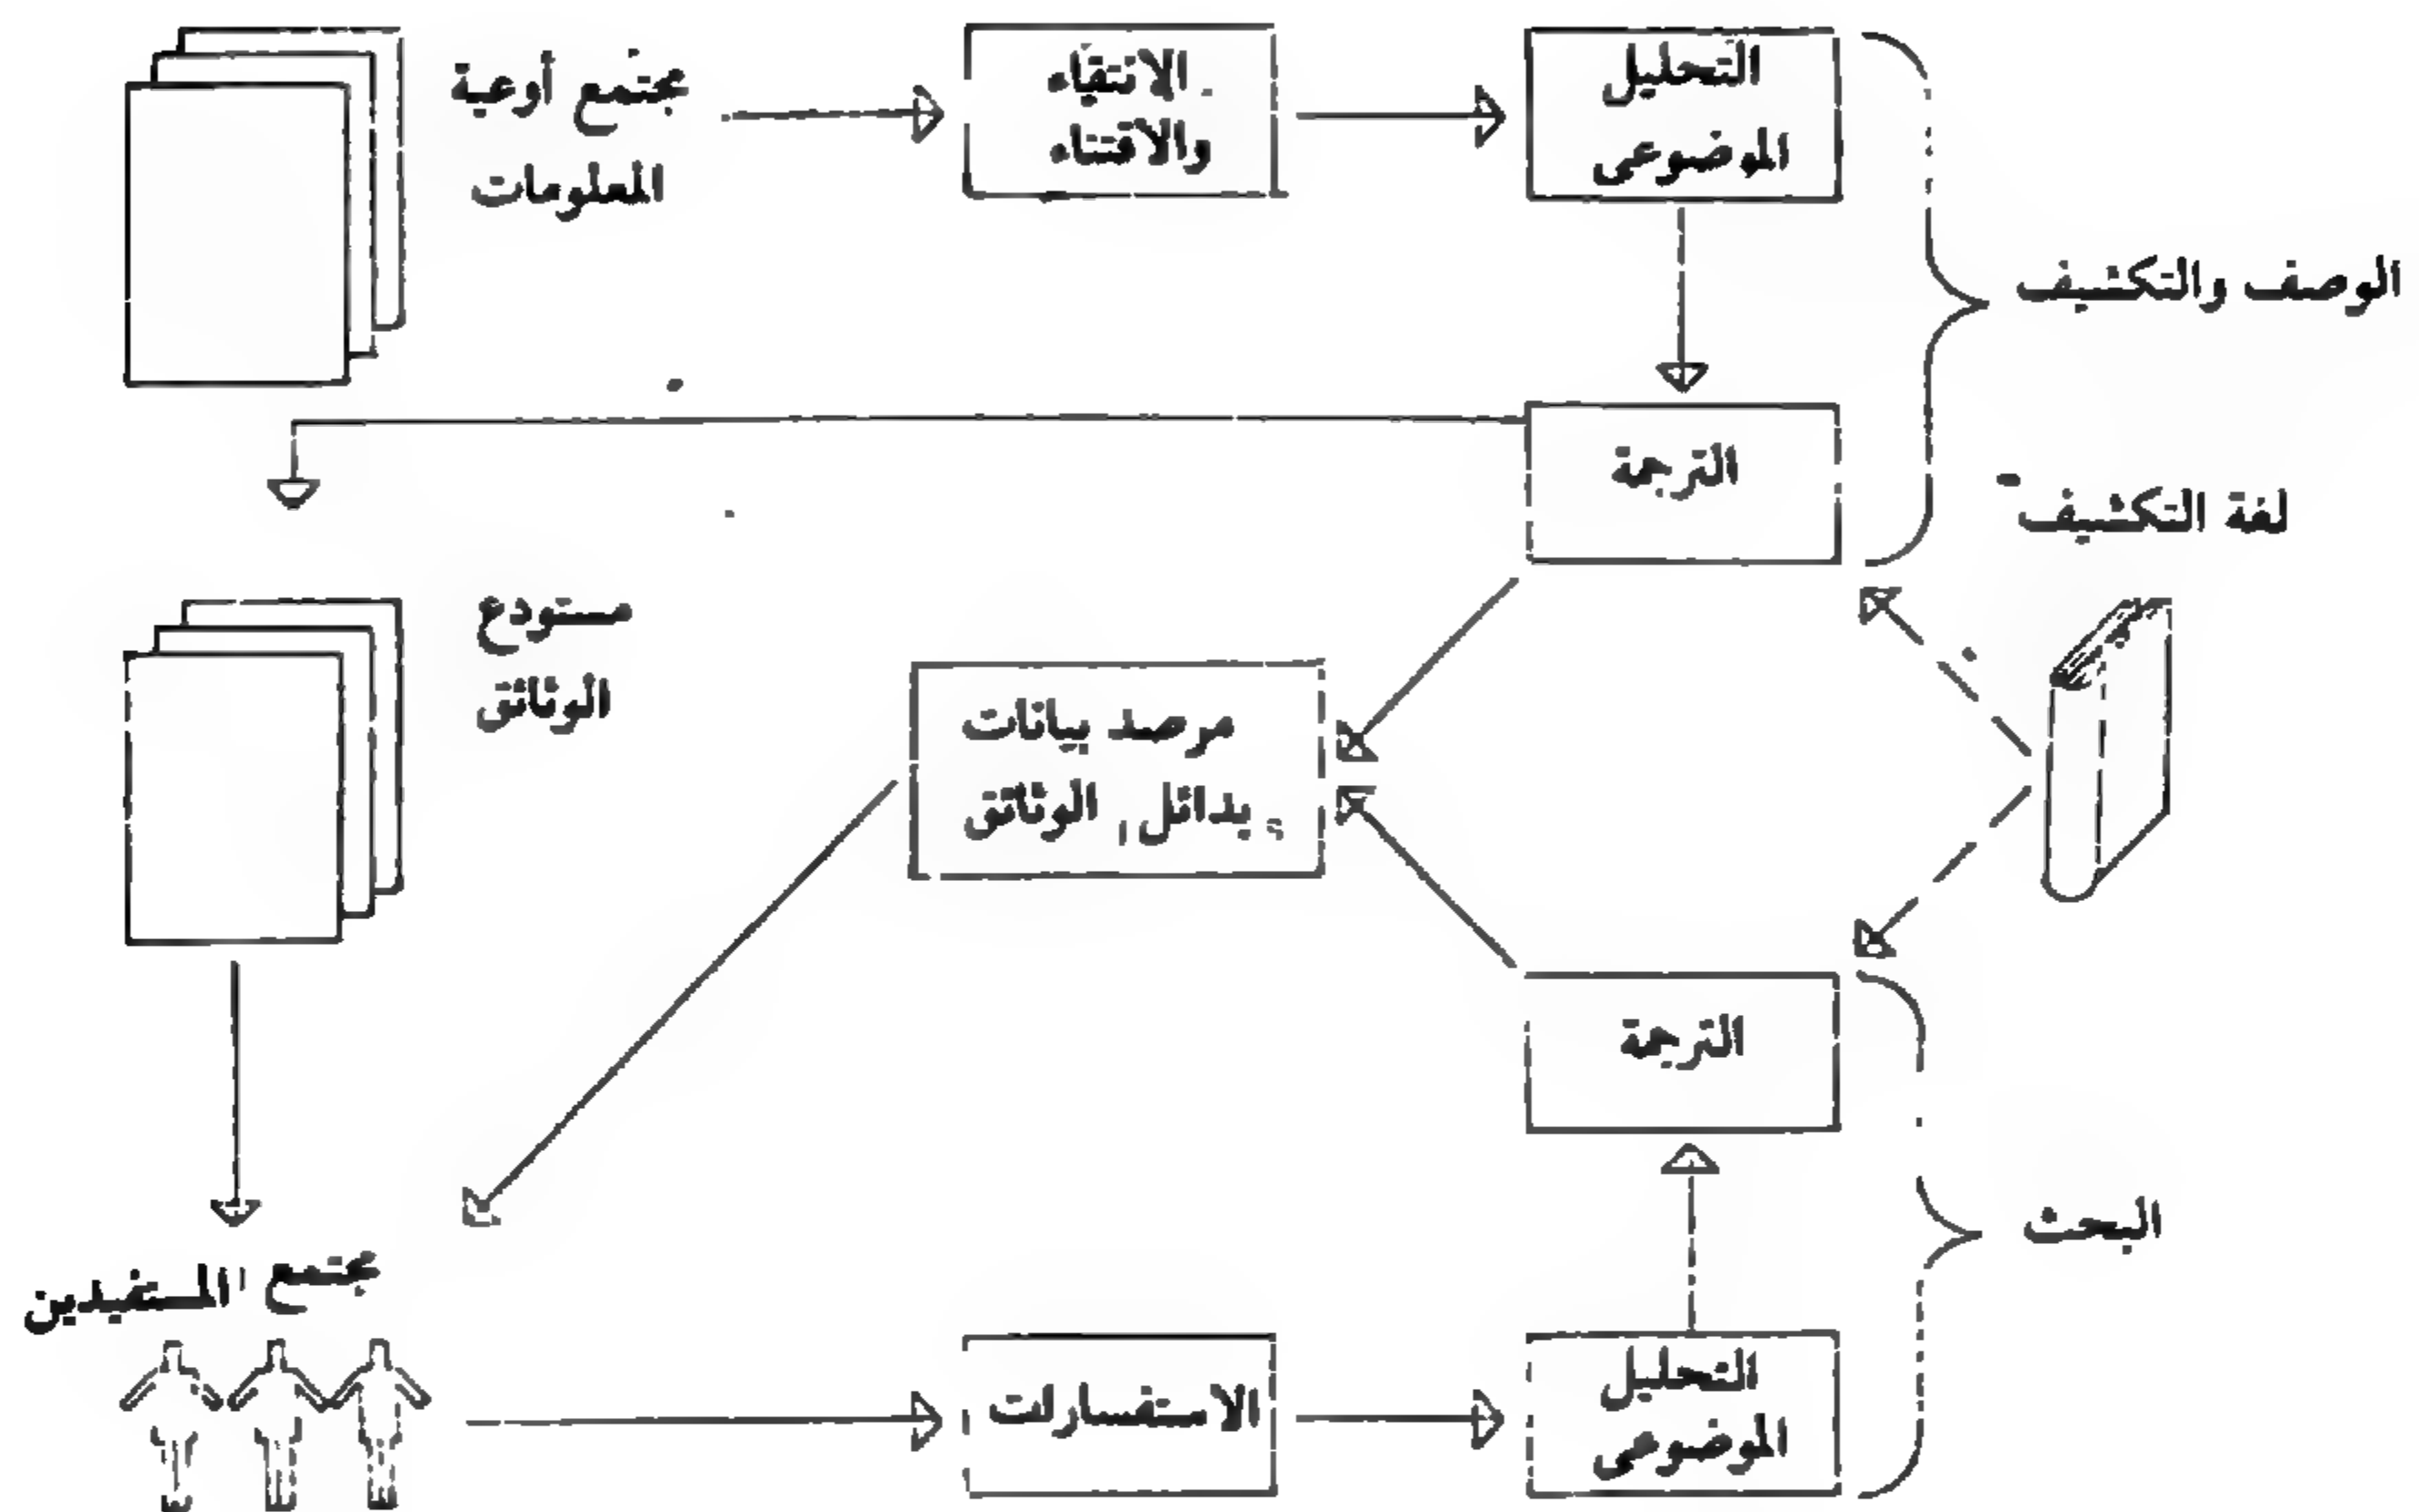 مجتمع أوعية
المعلومات
الانتقاء
والاقتناء
التحليل
الموضوعى
الوصف والتكشيف
الترجمة
لغة التكشيف
مستودع
الوثائق
مرصد بيانات
بدائل الوثائق
الترجمة
البحث
مجتمع المستفيدين
الاستفسارات
التحليل
الموضوعى